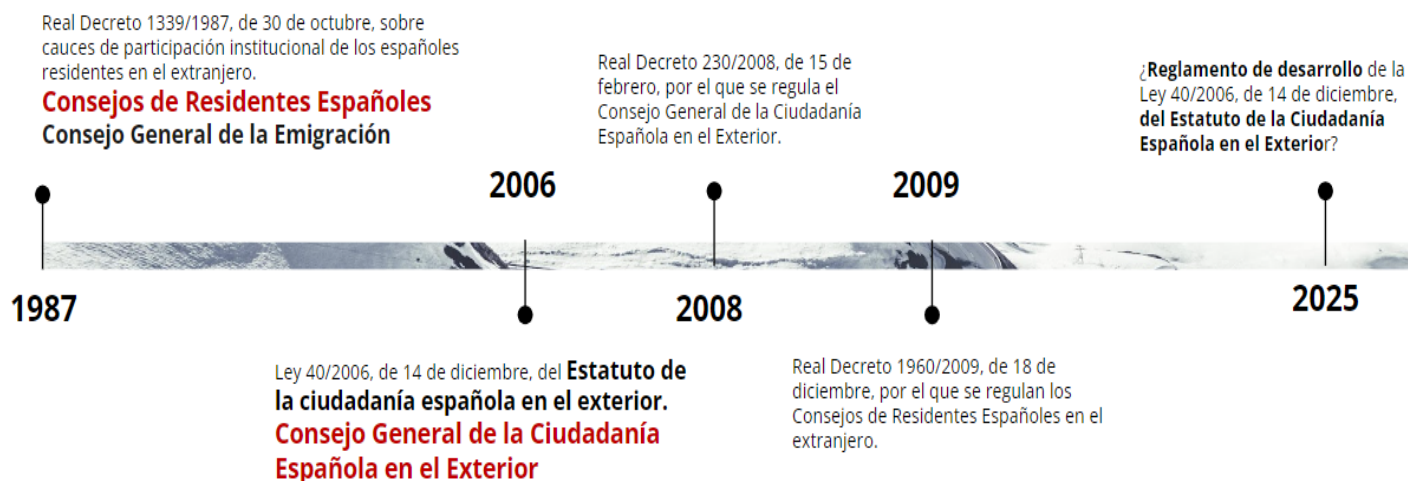 Real Decreto 1339/1987, de 30 de octubre, sobre
cauces de participación institucional de los españoles
residentes en el extranjero.
Consejos de Residentes Españoles
Consejo General de la Emigración
1987
2006
Ley 40/2006, de 14 de diciembre, del Estatuto de
la ciudadanía española en el exterior.
Consejo General de la Ciudadanía
Española en el Exterior
Real Decreto 230/2008, de 15 de
febrero, por el que se regula el
Consejo General de la Ciudadanía
Española en el Exterior.
2008
2009
Real Decreto 1960/2009, de 18 de
diciembre, por el que se regulan los
Consejos de Residentes Españoles en el
extranjero.
¿Reglamento de desarrollo de la
Ley 40/2006, de 14 de diciembre,
del Estatuto de la Ciudadanía
Española en el Exterior?
2025